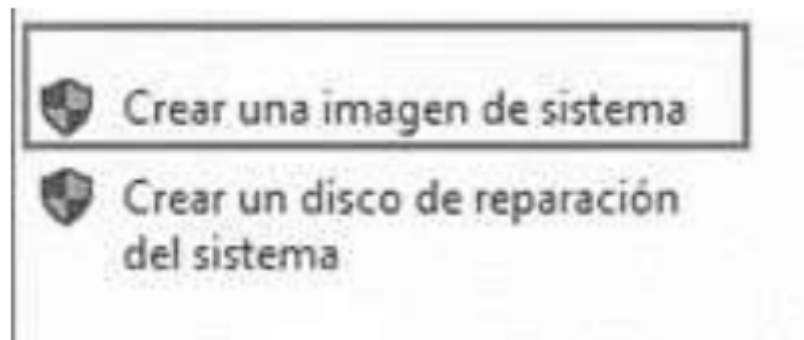 Crear una imagen de sistema
Crear un disco de reparación
del sistema